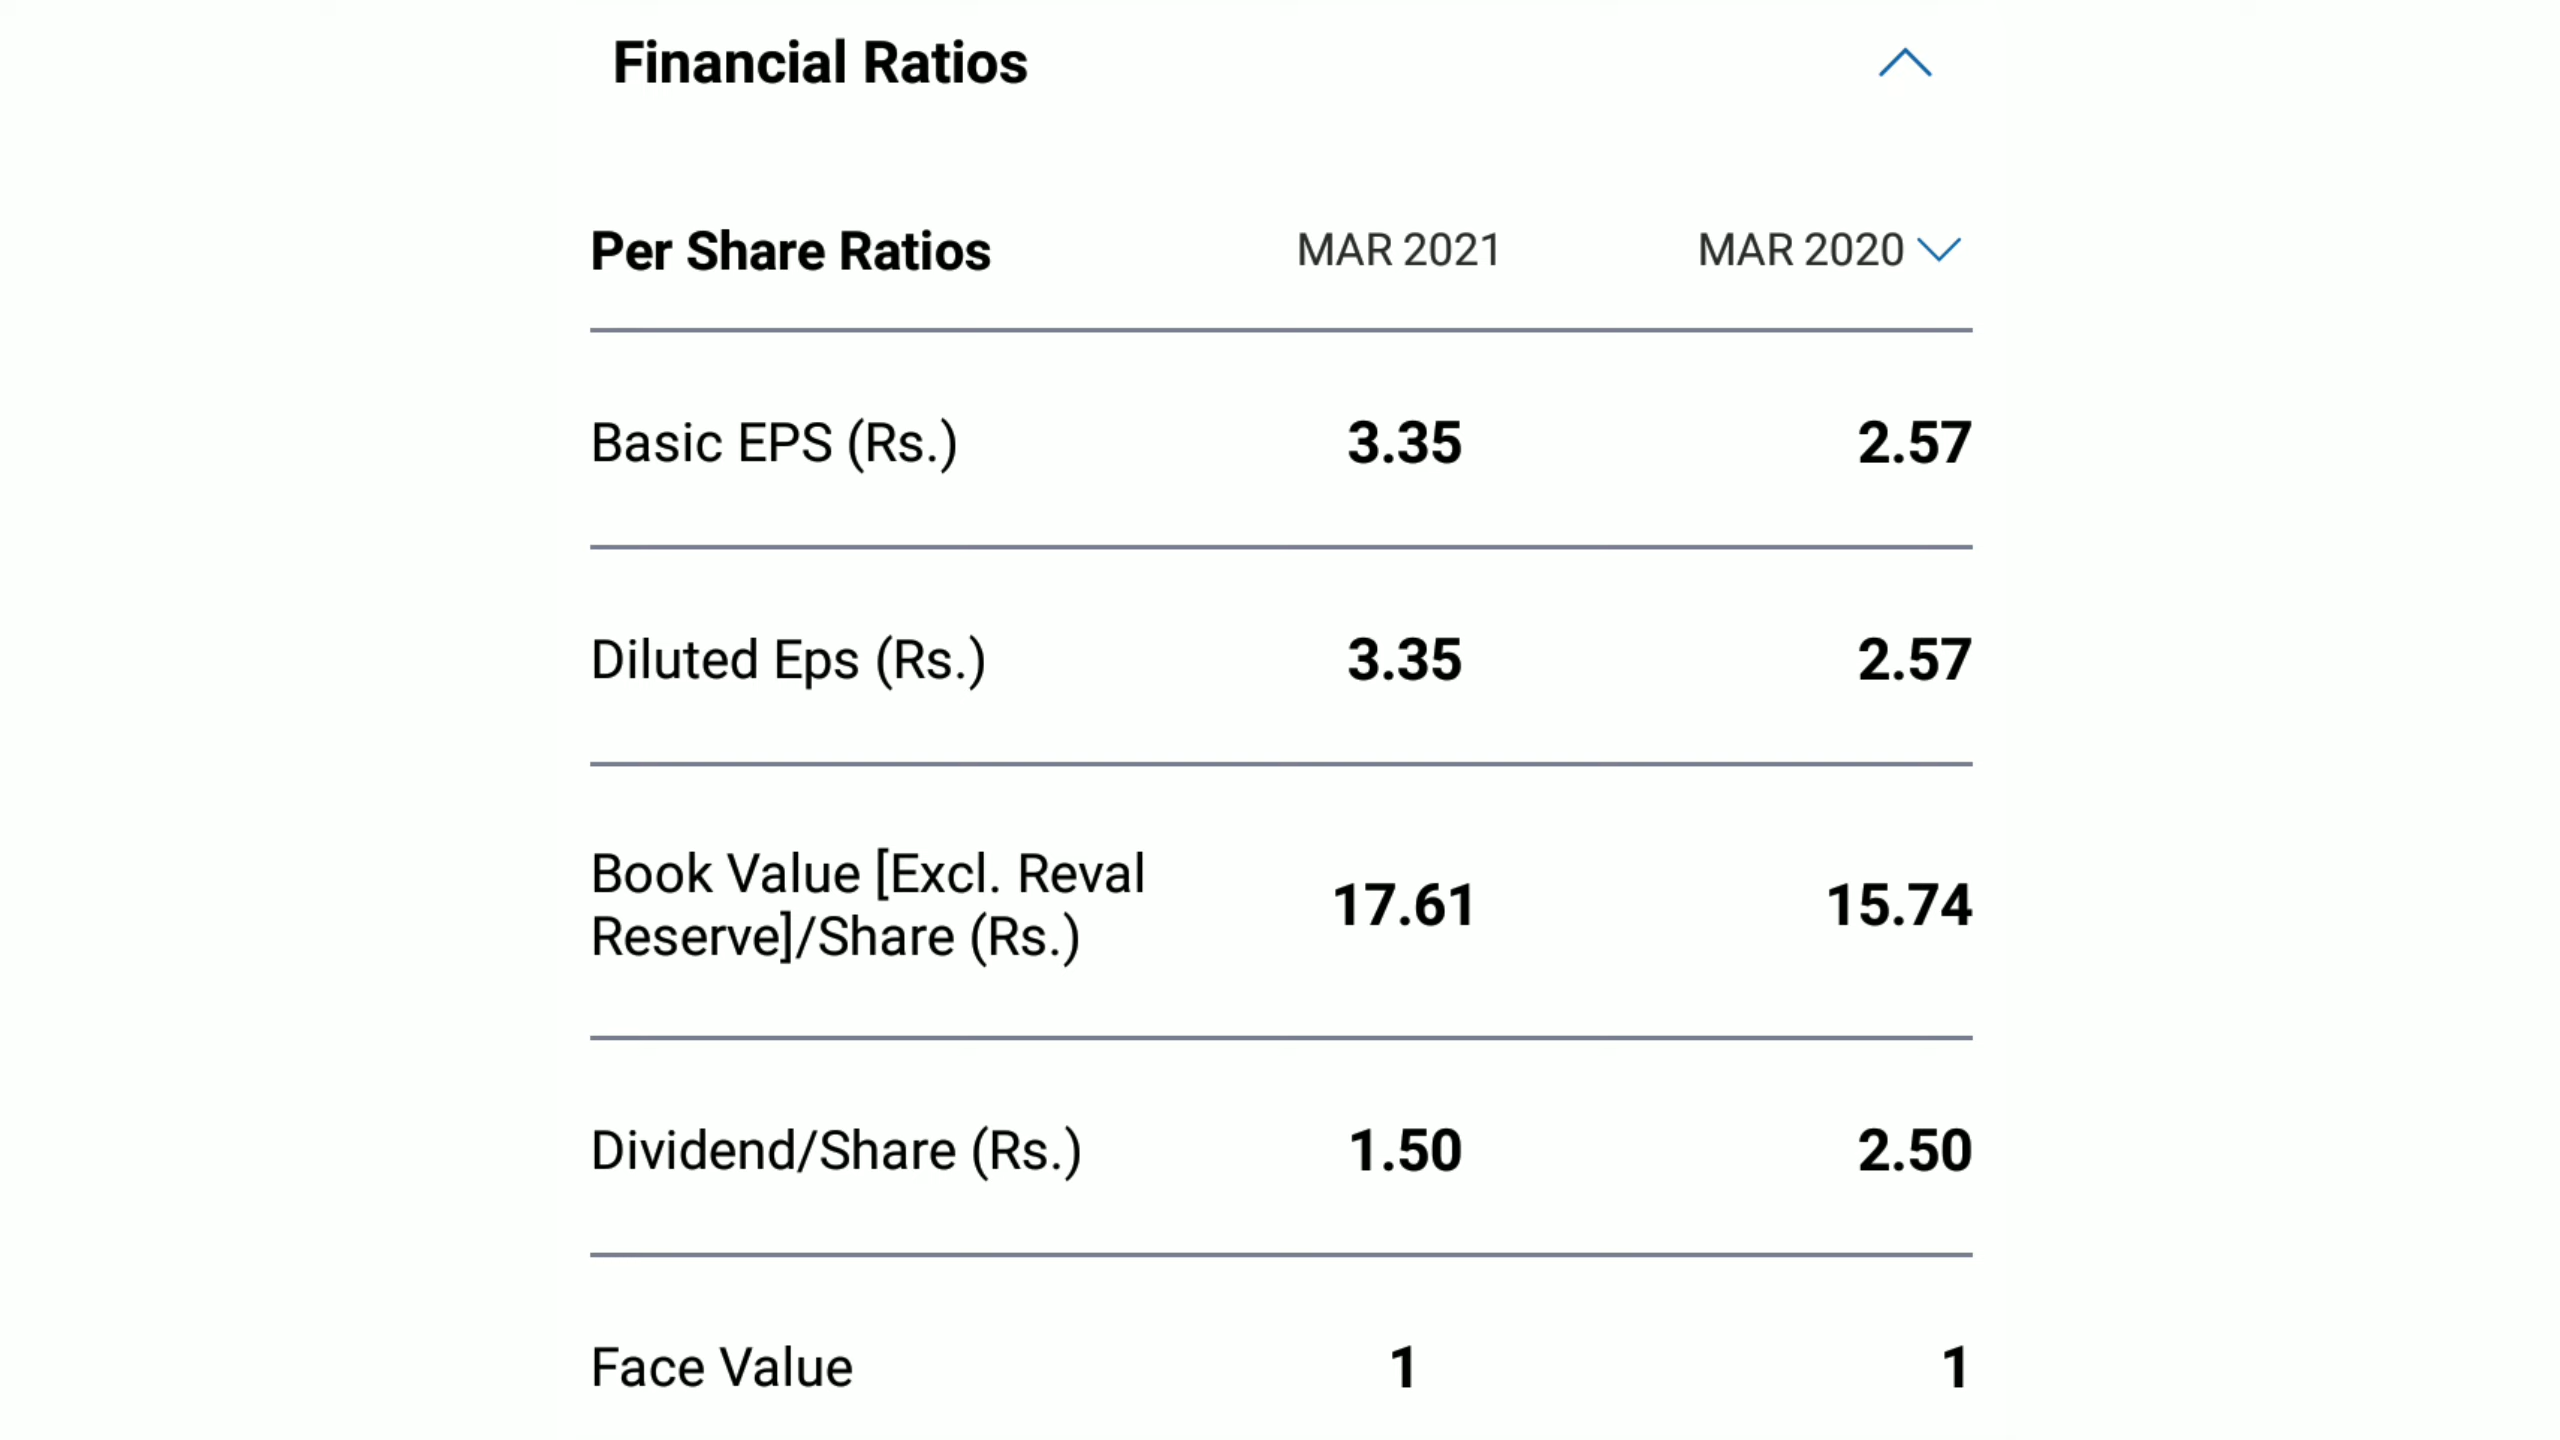 Financial Ratios
Per Share Ratios MAR 2021 MAR 2020
Basic EPS (Rs.) 3.35 2.57
Diluted Eps (Rs.) 3.35 2.57
Book Value [Excl. Reval
Reserve]/Share (Rs.) 17.61 15.74
Dividend/Share (Rs.) 1.50 2.50
Face Value 1 1